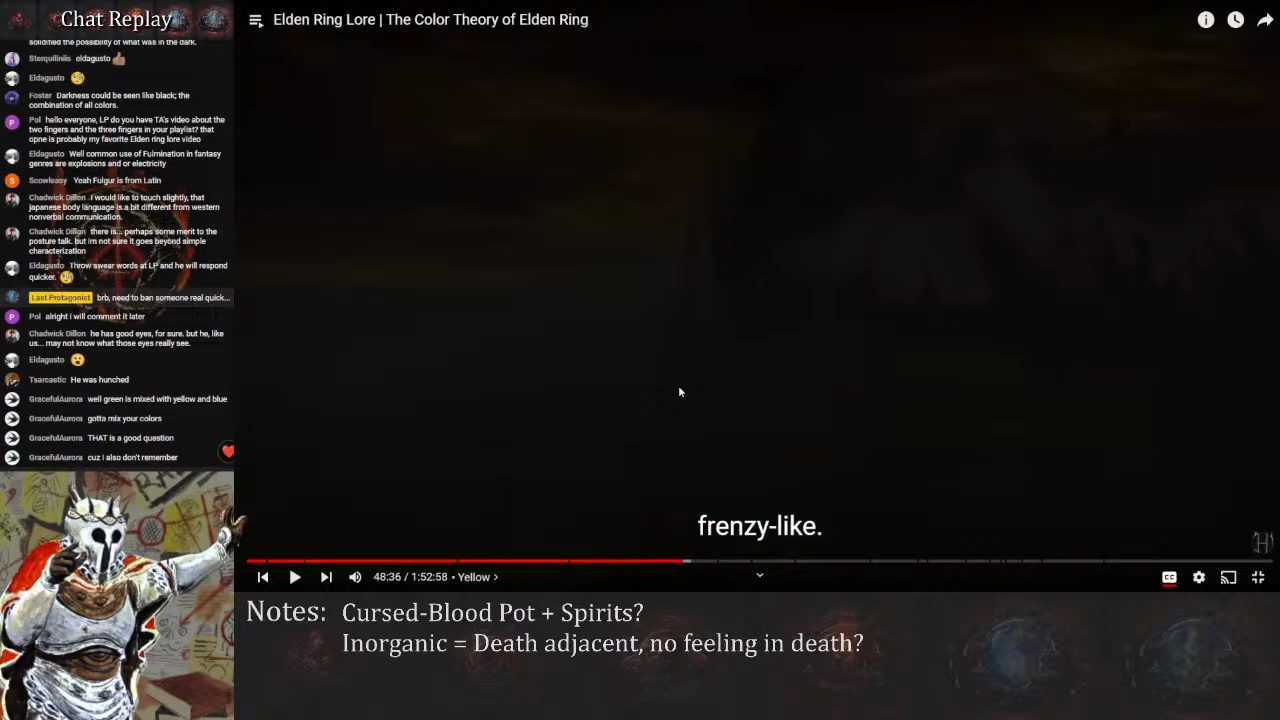 Chat Replay
solidified the possibility of what was in the dark.
Sterquiliniis eldagusto
Eldagusto
Foster Darkness could be seen like black; the
combination of all colors.
Pol hello everyone, LP do you have TA's video about the
two fingers and the three fingers in your playlist? that
opne is probably my favorite Elden ring lore video
Eldagusto Well common use of Fulmination in fantasy
genres are explosions and or electricity
Scowleasy Yeah Fulgur is from Latin
Chadwick Dillon I would like to touch slightly, that
japanese body language is a bit different from western
nonverbal communication.
Chadwick Dillon there is... perhaps some merit to the
posture talk. but im not sure it goes beyond simple
characterization
Eldagusto Throw swear words at LP and he will respond
quicker.
Last Protagonist brb, need to ban someone real quick...
Pol alright i will comment it later
Chadwick Dillon he has good eyes, for sure. but he, like
us... may not know what those eyes really see.
Eldagusto
Tsarcastic He was hunched
GracefulAurora well green is mixed with yellow and blue
GracefulAurora gotta mix your colors
GracefulAurora THAT is a good question
GracefulAurora cuz i also don't remember
Elden Ring Lore | The Color Theory of Elden Ring
frenzy-like.
48:36 / 1:52:58 • Yellow >
CC
Notes: Cursed-Blood Pot + Spirits?
Inorganic = Death adjacent, no feeling in death?